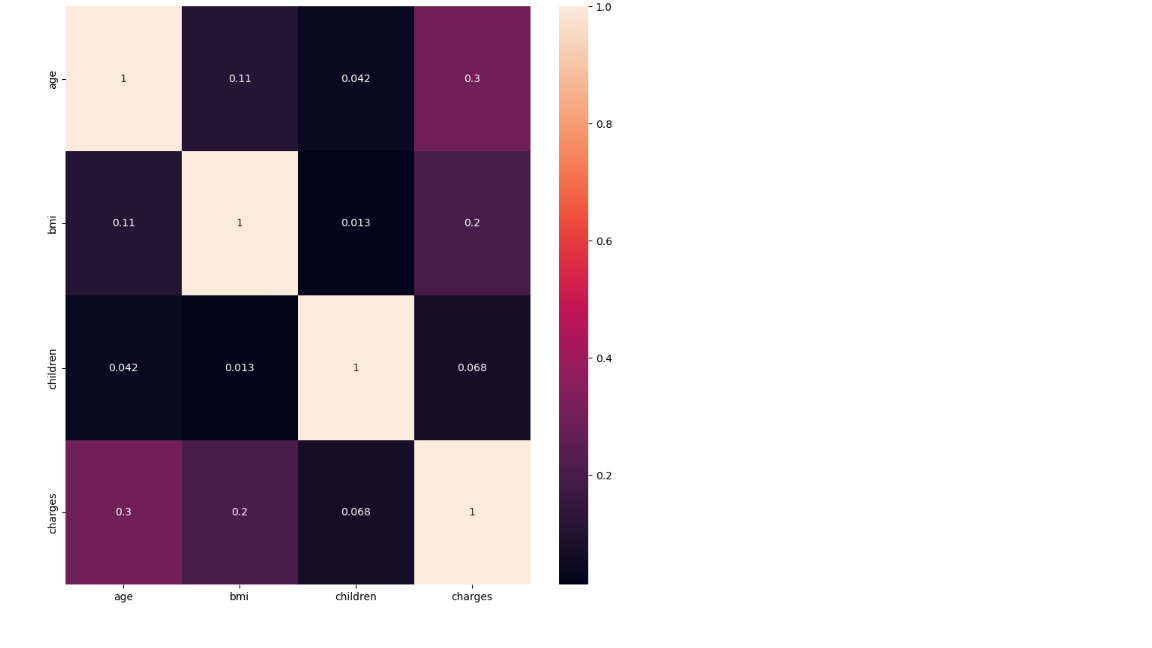 1.0
age
1 0.11 0.042 0.3
0.8
bmi
0.11 1 0.013 0.2
0.6
children
0.042 0.013 1 0.068
0.4
0.2
charges
0.3 0.2 0.068 1
age bmi children charges